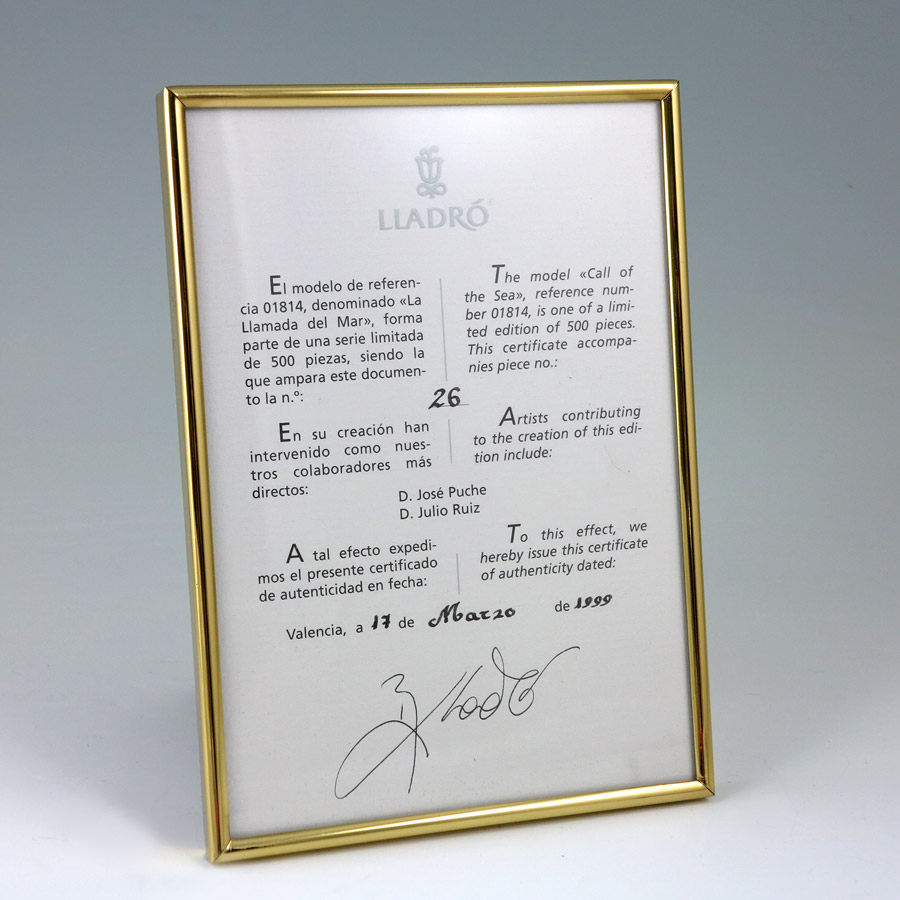 LLADRÓ®
El modelo de referen-
cia 01814, denominado «La
Llamada del Mar», forma
parte de una serie limitada
de 500 piezas, siendo la
que ampara este documen-
to la n.º:
The model «Call of
the Sea», reference num-
ber 01814, is one of a limi-
ted edition of 500 pieces.
This certificate accompa-
nies piece no.:
26
En su creación han
intervenido como nues-
tros colaboradores más
directos:
Artists contributing
to the creation of this edi-
tion include:
D. José Puche
D. Julio Ruiz
A tal efecto expedi-
mos el presente certificado
de autenticidad en fecha:
To this effect, we
hereby issue this certificate
of authenticity dated:
Valencia, a 17 de Marzo de 1999
Lladró